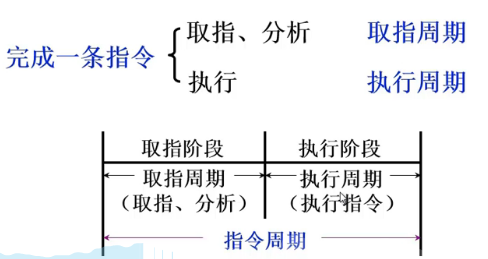 取指、分析 取指周期
完成一条指令
执行 执行周期
取指阶段 执行阶段
取指周期 执行周期
（取指、分析） （执行指令）
指令周期